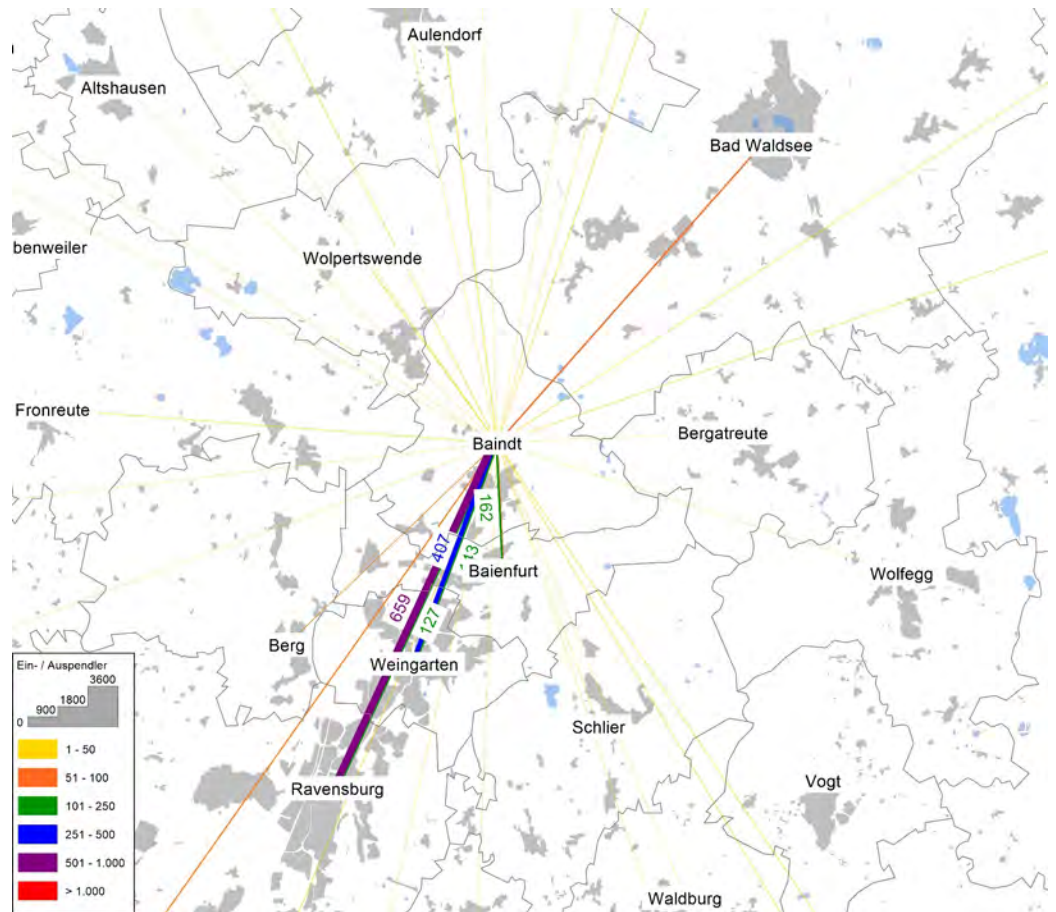 Aulendorf
Altshausen
Bad Waldsee
benweiler
Wolpertswende
Fronreute
Baindt
Bergatreute
162
407
13
Baienfurt
Wolfegg
659
127
Berg
Weingarten
Ein- / Auspendler
3600
1800
900
0
Schlier
1 - 50
51 - 100
Ravensburg
Vogt
101 - 250
251 - 500
501 - 1.000
> 1.000
Waldburg